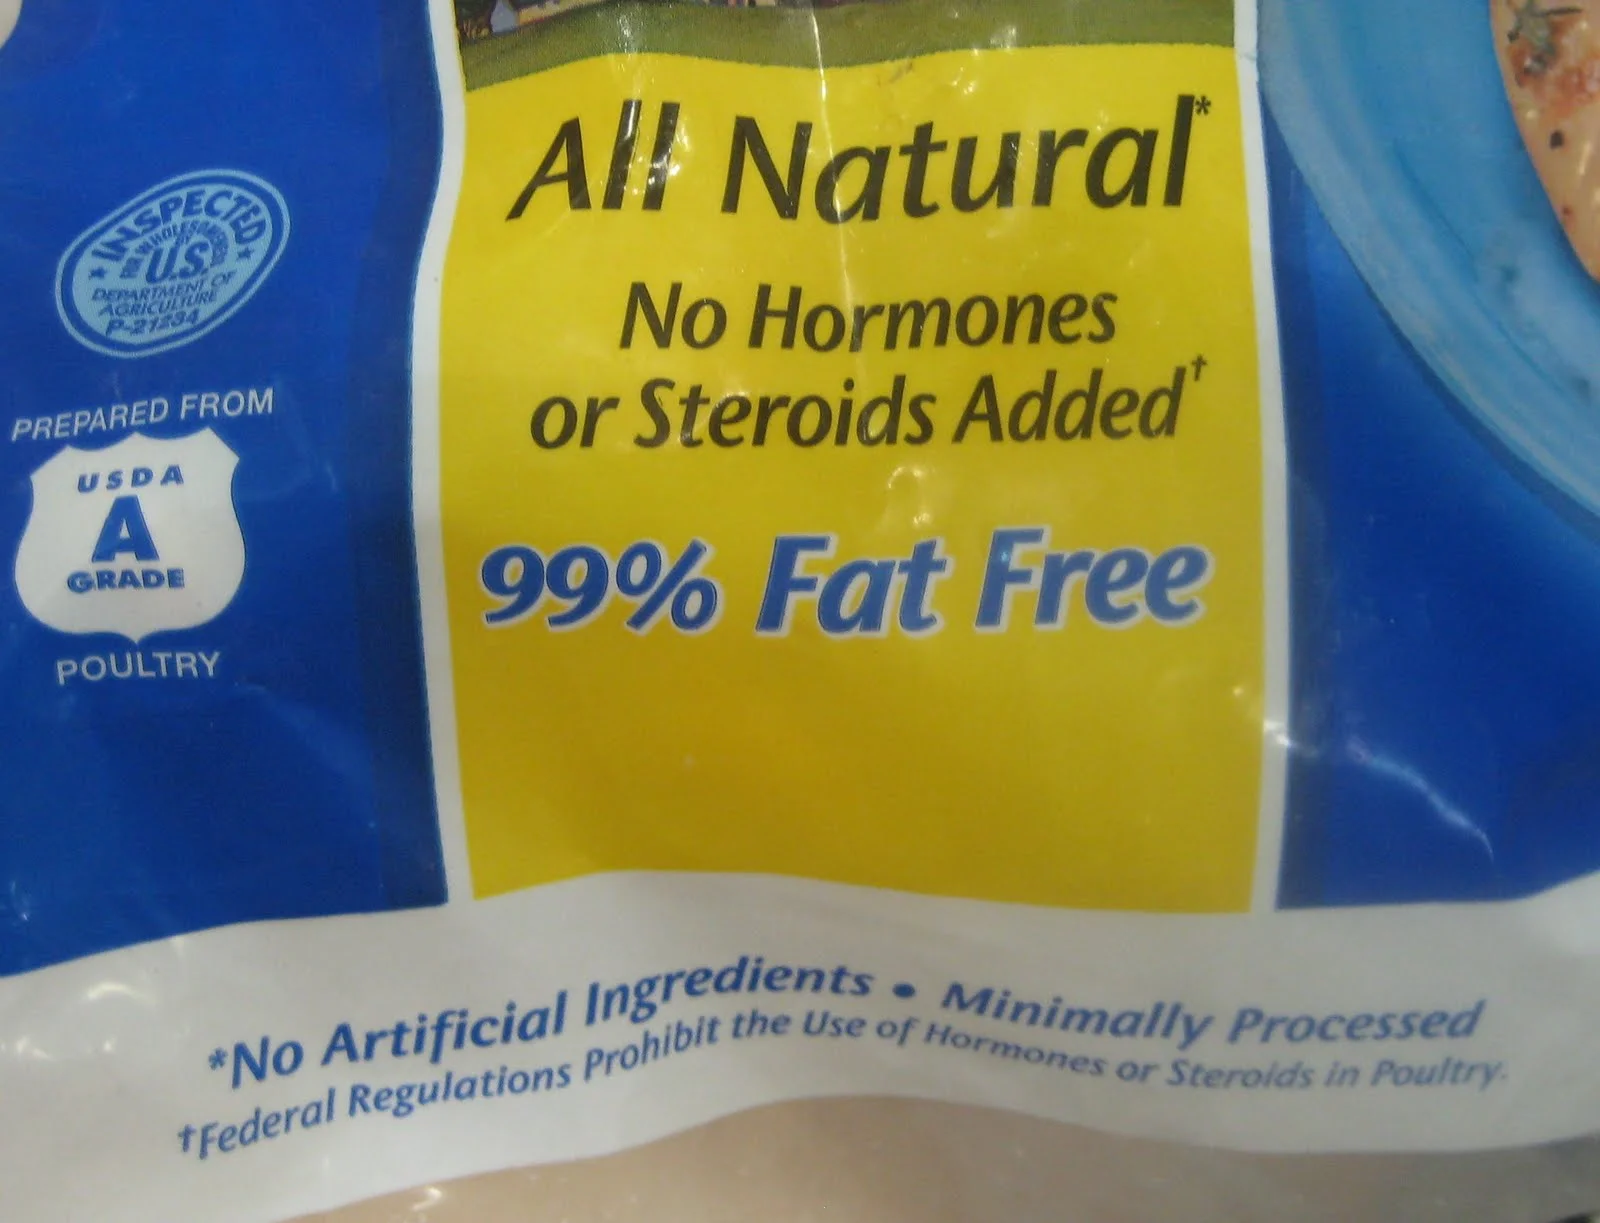 INSPECTED
FOR WHOLESOMENESS
BY
U.S.
DEPARTMENT OF
AGRICULTURE
P-21234
PREPARED FROM
USDA
A
GRADE
POULTRY
All Natural*
No Hormones
or Steroids Added†
99% Fat Free
*No Artificial Ingredients • Minimally Processed
†Federal Regulations Prohibit the Use of Hormones or Steroids in Poultry.